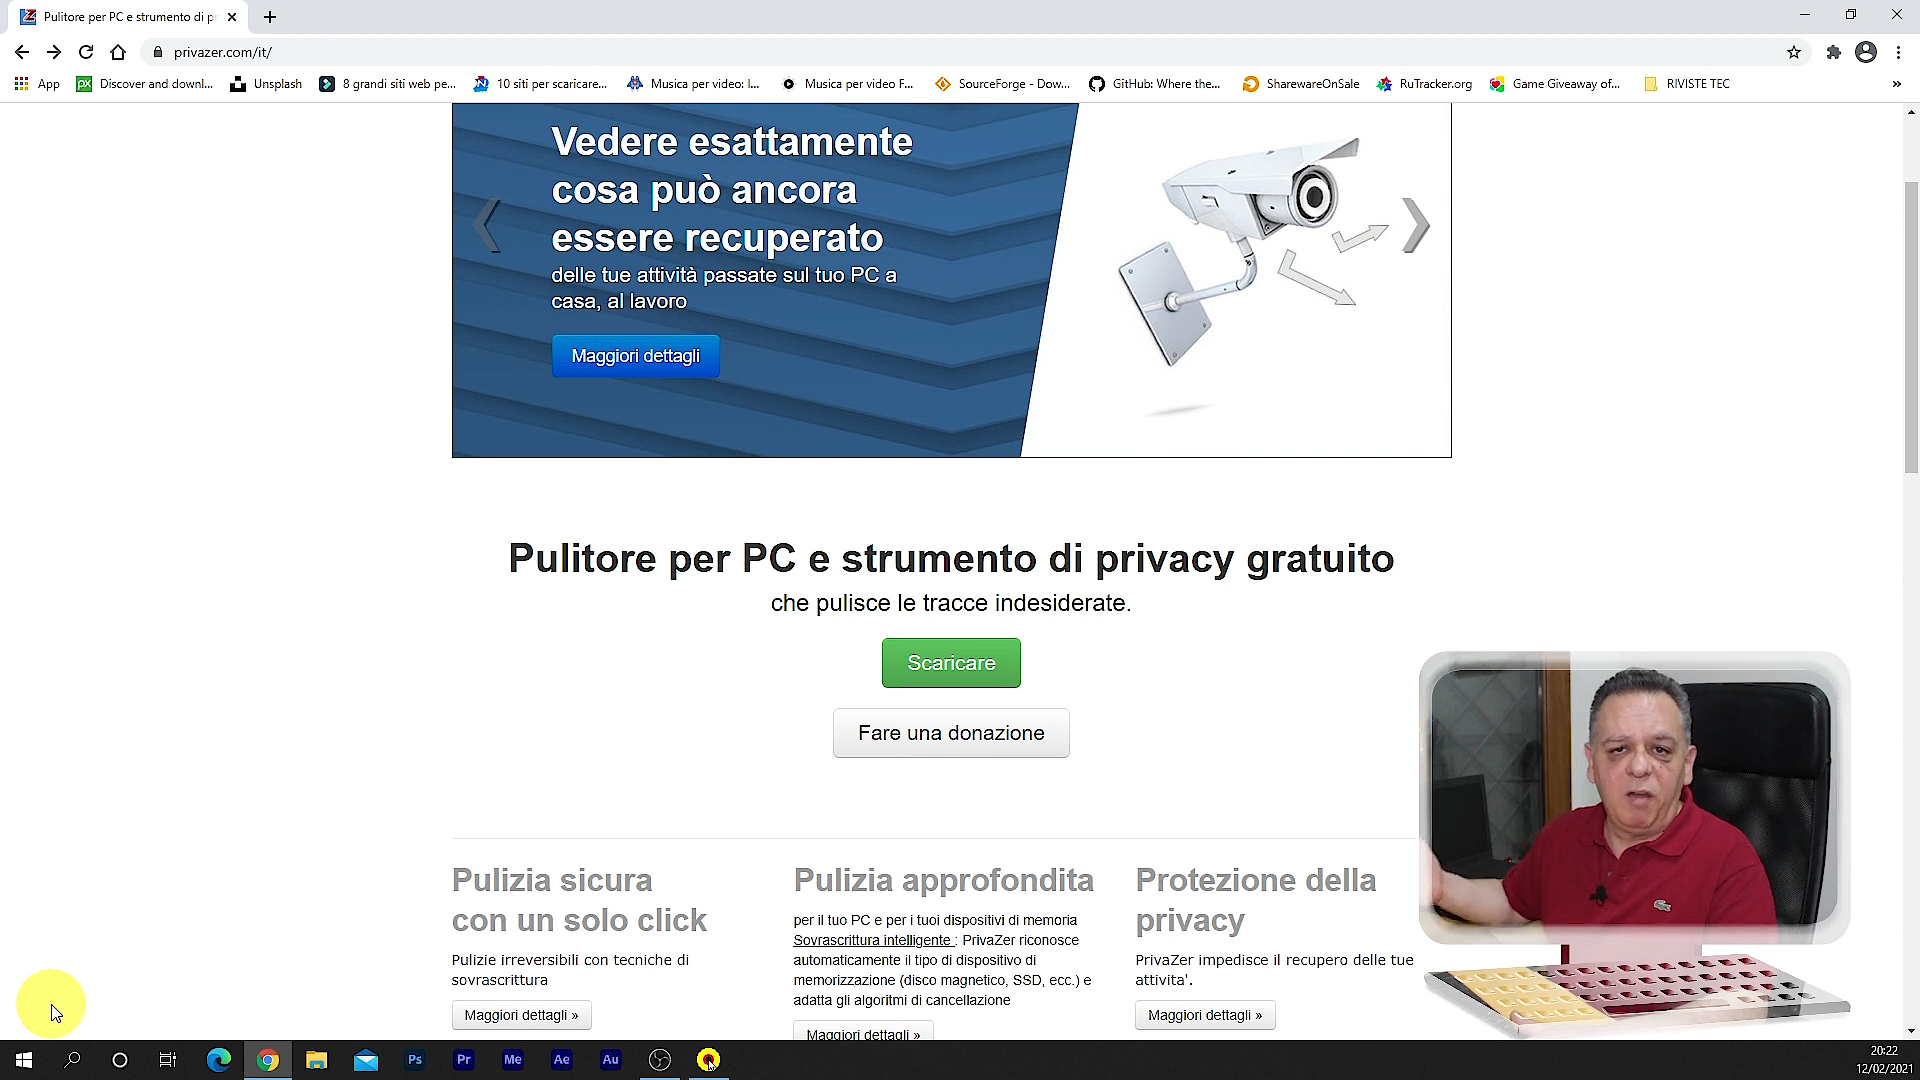 Pulitore per PC e strumento di pr
privazer.com/it/
App
Discover and downl...
Unsplash
8 grandi siti web pe...
10 siti per scaricare...
Musica per video: I...
Musica per video F...
SourceForge - Dow...
GitHub: Where the...
SharewareOnSale
RuTracker.org
Game Giveaway of...
RIVISTE TEC
»
Vedere esattamente
cosa può ancora
essere recuperato
delle tue attività passate sul tuo PC a
casa, al lavoro
Maggiori dettagli
Pulitore per PC e strumento di privacy gratuito
che pulisce le tracce indesiderate.
Scaricare
Fare una donazione
Pulizia sicura
con un solo click
Pulizie irreversibili con tecniche di
sovrascrittura
Maggiori dettagli »
Pulizia approfondita
per il tuo PC e per i tuoi dispositivi di memoria
Sovrascrittura intelligente : PrivaZer riconosce
automaticamente il tipo di dispositivo di
memorizzazione (disco magnetico, SSD, ecc.) e
adatta gli algoritmi di cancellazione
Maggiori dettagli »
Protezione della
privacy
PrivaZer impedisce il recupero delle tue
attivita'.
Maggiori dettagli »
Ps
Pr
Me
Ae
Au
20:22
12/02/2021